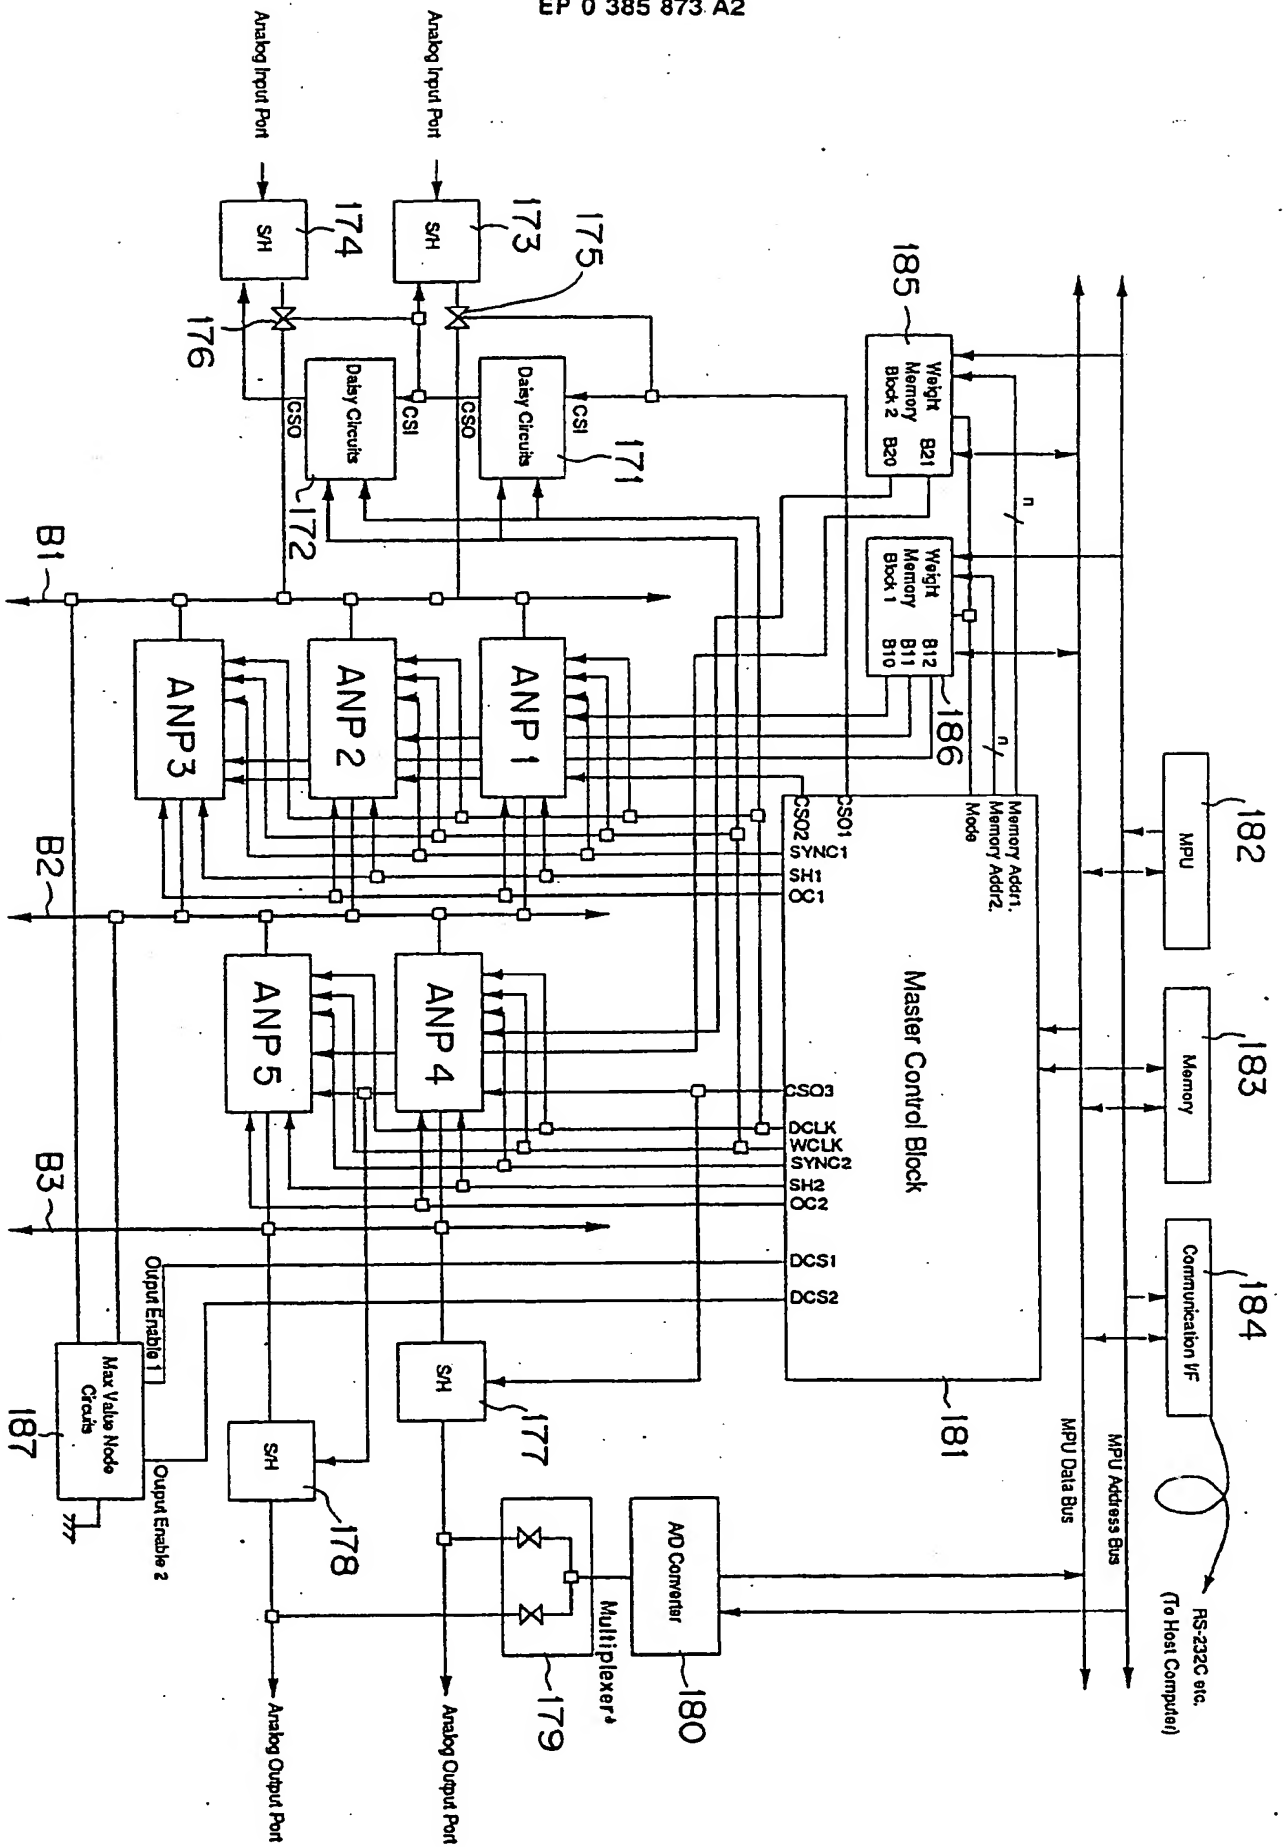 EP 0 385 873 A2
182
MPU
183
Memory
184
Communication I/F
RS-232C etc.
(To Host Computer)
MPU Address Bus
MPU Data Bus
185
Weight
Memory
Block 2
B21
B20
n
186
Weight
Memory
Block 1
B12
B11
B10
n
Memory Addr1.
Memory Addr2.
Mode
Master Control Block
181
CSO1
CSO2
SYNC1
SH1
OC1
CSO3
DCLK
WCLK
SYNC2
SH2
OC2
DCS1
DCS2
A/D Converter
180
Multiplexer
179
Analog Input Port
S/H
173
175
CSI
Daisy Circuits
171
CSO
Analog Input Port
S/H
174
176
CSI
Daisy Circuits
172
CSO
ANP 1
ANP 2
ANP 3
ANP 4
ANP 5
S/H
177
S/H
178
Analog Output Port
Analog Output Port
B1
B2
B3
Output Enable 1
Output Enable 2
Max Value Node
Circuits
187